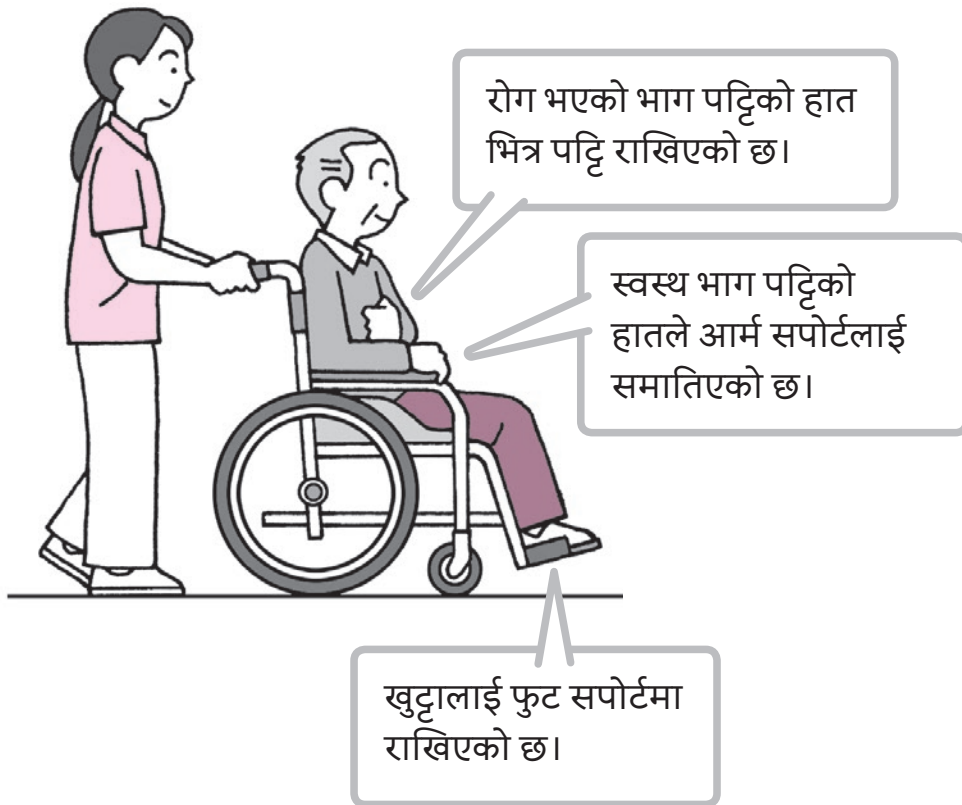 रोग भएको भाग पट्टिको हात
भित्र पट्टि राखिएको छ।
स्वस्थ भाग पट्टिको
हातले आर्म सपोर्टलाई
समातिएको छ।
खुट्टालाई फुट सपोर्टमा
राखिएको छ।